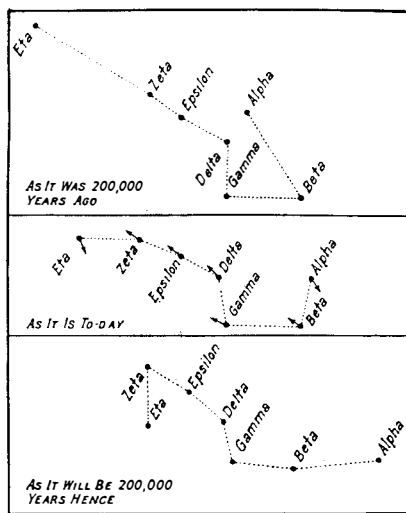 Eta
Zeta
Epsilon
Alpha
Delta
Gamma
Beta
AS IT WAS 200,000
YEARS AGO
Eta
Zeta
Epsilon
Delta
Gamma
Alpha
Beta
AS IT IS TO-DAY
Zeta
Eta
Epsilon
Delta
Gamma
Beta
Alpha
AS IT WILL BE 200,000
YEARS HENCE